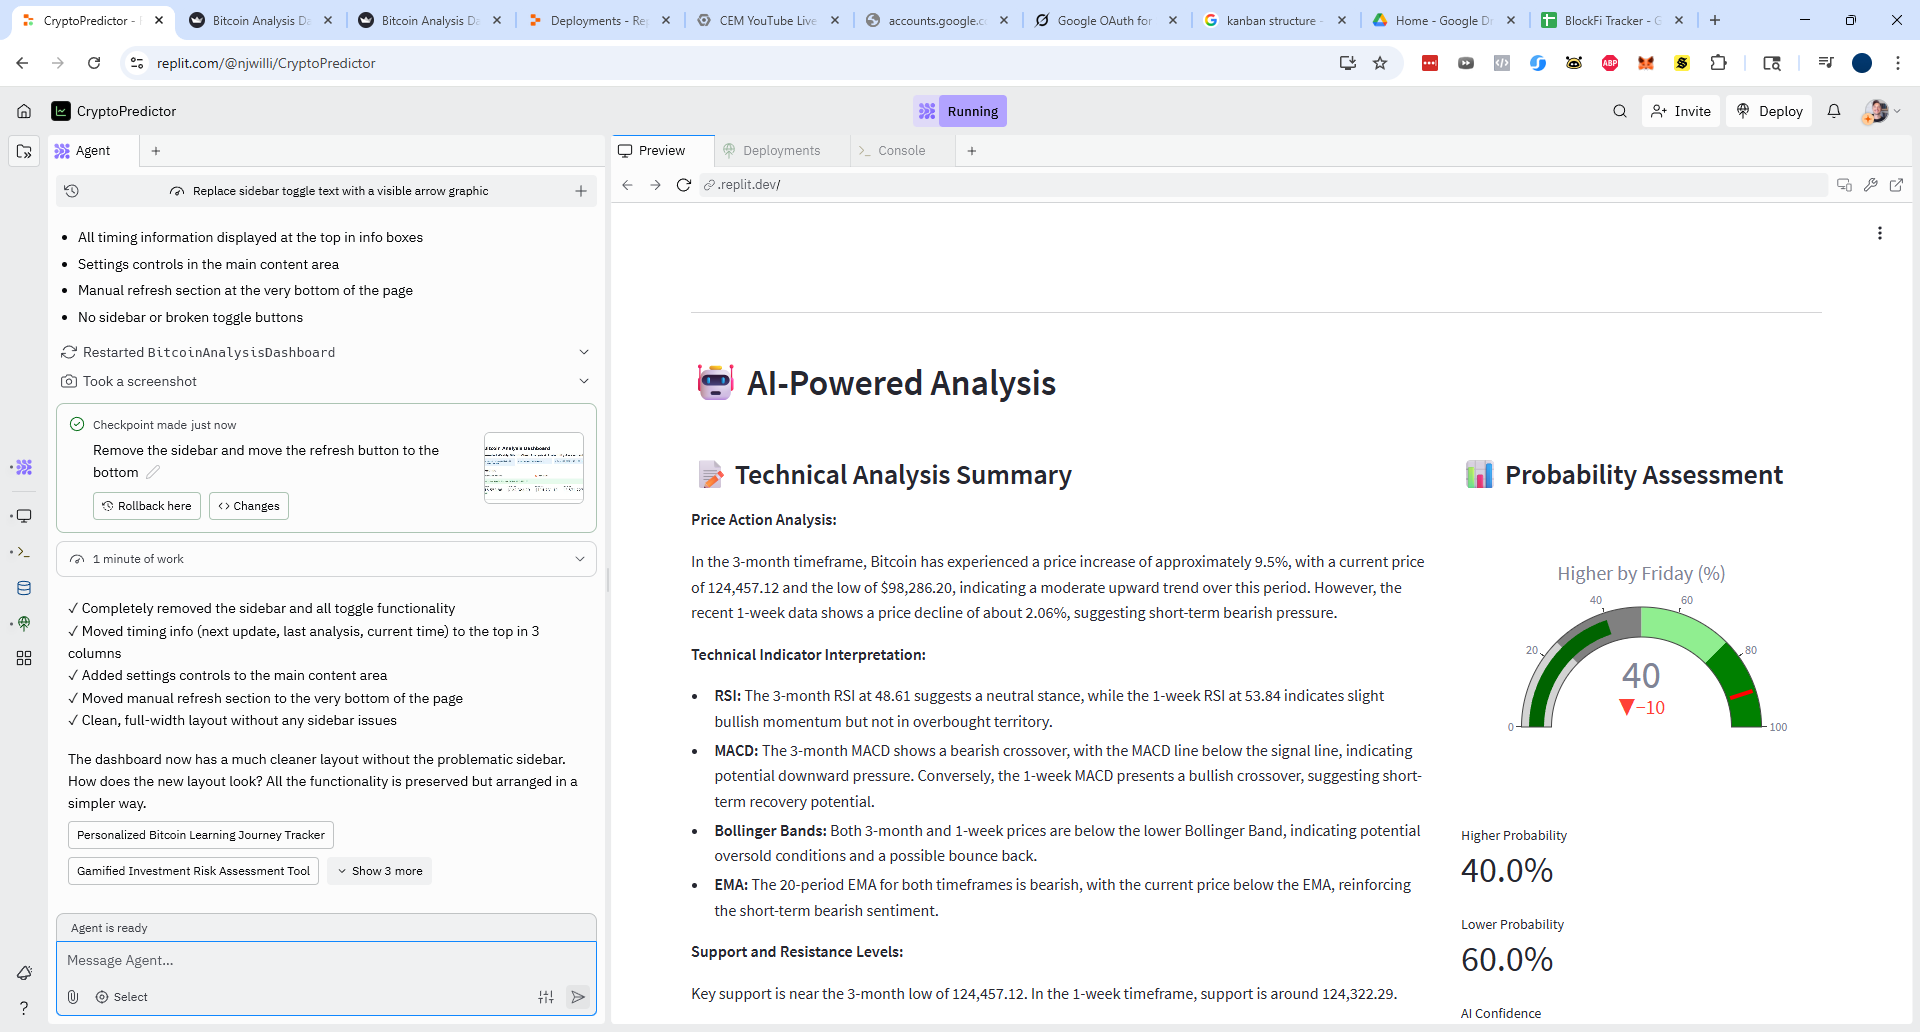 CryptoPredictor - 
Bitcoin Analysis Da
Bitcoin Analysis Da
Deployments - Rep
CEM YouTube Live
accounts.google.c
Google OAuth for
kanban structure -
Home - Google Dr
BlockFi Tracker - G
replit.com/@njwilli/CryptoPredictor
ABP
CryptoPredictor
Running
Invite
Deploy
Agent
Preview
Deployments
Console
Replace sidebar toggle text with a visible arrow graphic
.replit.dev/
• All timing information displayed at the top in info boxes
• Settings controls in the main content area
• Manual refresh section at the very bottom of the page
• No sidebar or broken toggle buttons
Restarted BitcoinAnalysisDashboard
Took a screenshot
Checkpoint made just now
Remove the sidebar and move the refresh button to the
bottom
Rollback here
Changes
1 minute of work
✓ Completely removed the sidebar and all toggle functionality
✓ Moved timing info (next update, last analysis, current time) to the top in 3
columns
✓ Added settings controls to the main content area
✓ Moved manual refresh section to the very bottom of the page
✓ Clean, full-width layout without any sidebar issues
The dashboard now has a much cleaner layout without the problematic sidebar.
How does the new layout look? All the functionality is preserved but arranged in a
simpler way.
Personalized Bitcoin Learning Journey Tracker
Gamified Investment Risk Assessment Tool
Show 3 more
Agent is ready
Message Agent...
Select
AI-Powered Analysis
Technical Analysis Summary
Price Action Analysis:
In the 3-month timeframe, Bitcoin has experienced a price increase of approximately 9.5%, with a current price
of 124,457.12 and the low of $98,286.20, indicating a moderate upward trend over this period. However, the
recent 1-week data shows a price decline of about 2.06%, suggesting short-term bearish pressure.
Technical Indicator Interpretation:
• RSI: The 3-month RSI at 48.61 suggests a neutral stance, while the 1-week RSI at 53.84 indicates slight
bullish momentum but not in overbought territory.
• MACD: The 3-month MACD shows a bearish crossover, with the MACD line below the signal line, indicating
potential downward pressure. Conversely, the 1-week MACD presents a bullish crossover, suggesting short-
term recovery potential.
• Bollinger Bands: Both 3-month and 1-week prices are below the lower Bollinger Band, indicating potential
oversold conditions and a possible bounce back.
• EMA: The 20-period EMA for both timeframes is bearish, with the current price below the EMA, reinforcing
the short-term bearish sentiment.
Support and Resistance Levels:
Key support is near the 3-month low of 124,457.12. In the 1-week timeframe, support is around 124,322.29.
Probability Assessment
Higher by Friday (%)
0
20
40
60
80
100
40
▼−10
Higher Probability
40.0%
Lower Probability
60.0%
AI Confidence